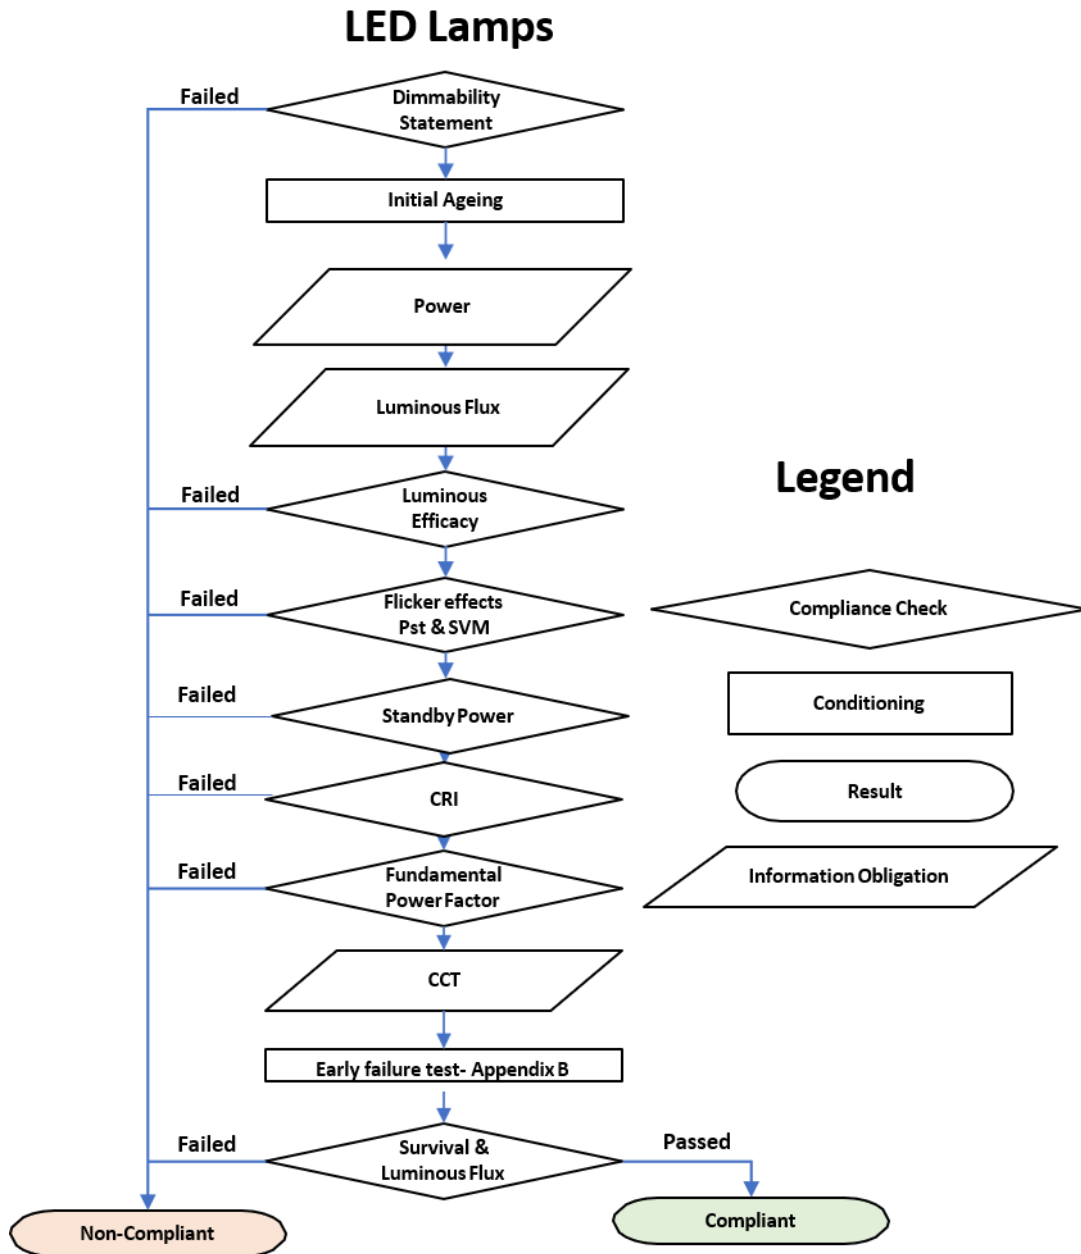 LED Lamps
Failed
Dimmability
Statement
Initial Ageing
Power
Luminous Flux
Failed
Luminous
Efficacy
Failed
Flicker effects
Pst & SVM
Failed
Standby Power
Failed
CRI
Failed
Fundamental
Power Factor
CCT
Early failure test- Appendix B
Failed
Survival &
Luminous Flux
Passed
Non-Compliant
Compliant
Legend
Compliance Check
Conditioning
Result
Information Obligation